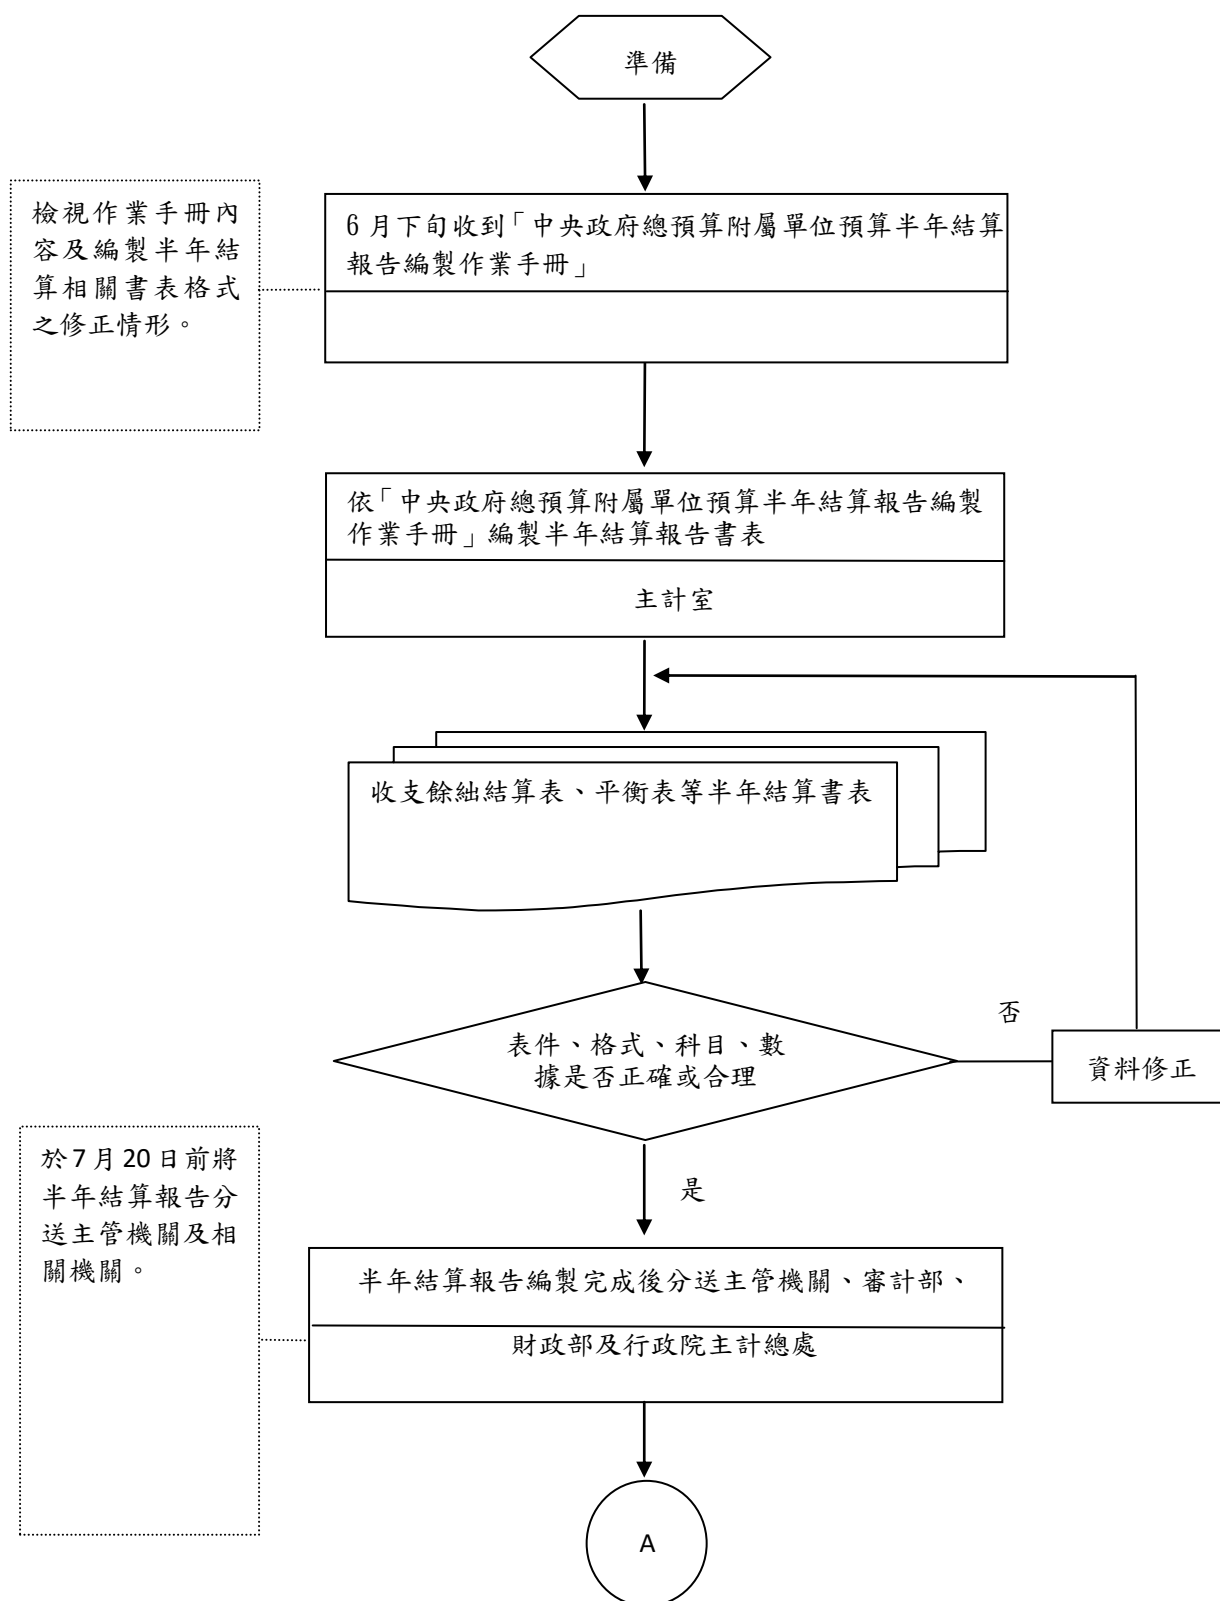 準備
檢視作業手冊內
容及編製半年結
算相關書表格式
之修正情形。
6 月下旬收到「中央政府總預算附屬單位預算半年結算
報告編製作業手冊」
依「中央政府總預算附屬單位預算半年結算報告編製
作業手冊」編製半年結算報告書表
主計室
收支餘絀結算表、平衡表等半年結算書表
表件、格式、科目、數
據是否正確或合理
否
資料修正
是
於 7 月 20 日前將
半年結算報告分
送主管機關及相
關機關。
半年結算報告編製完成後分送主管機關、審計部、
財政部及行政院主計總處
A